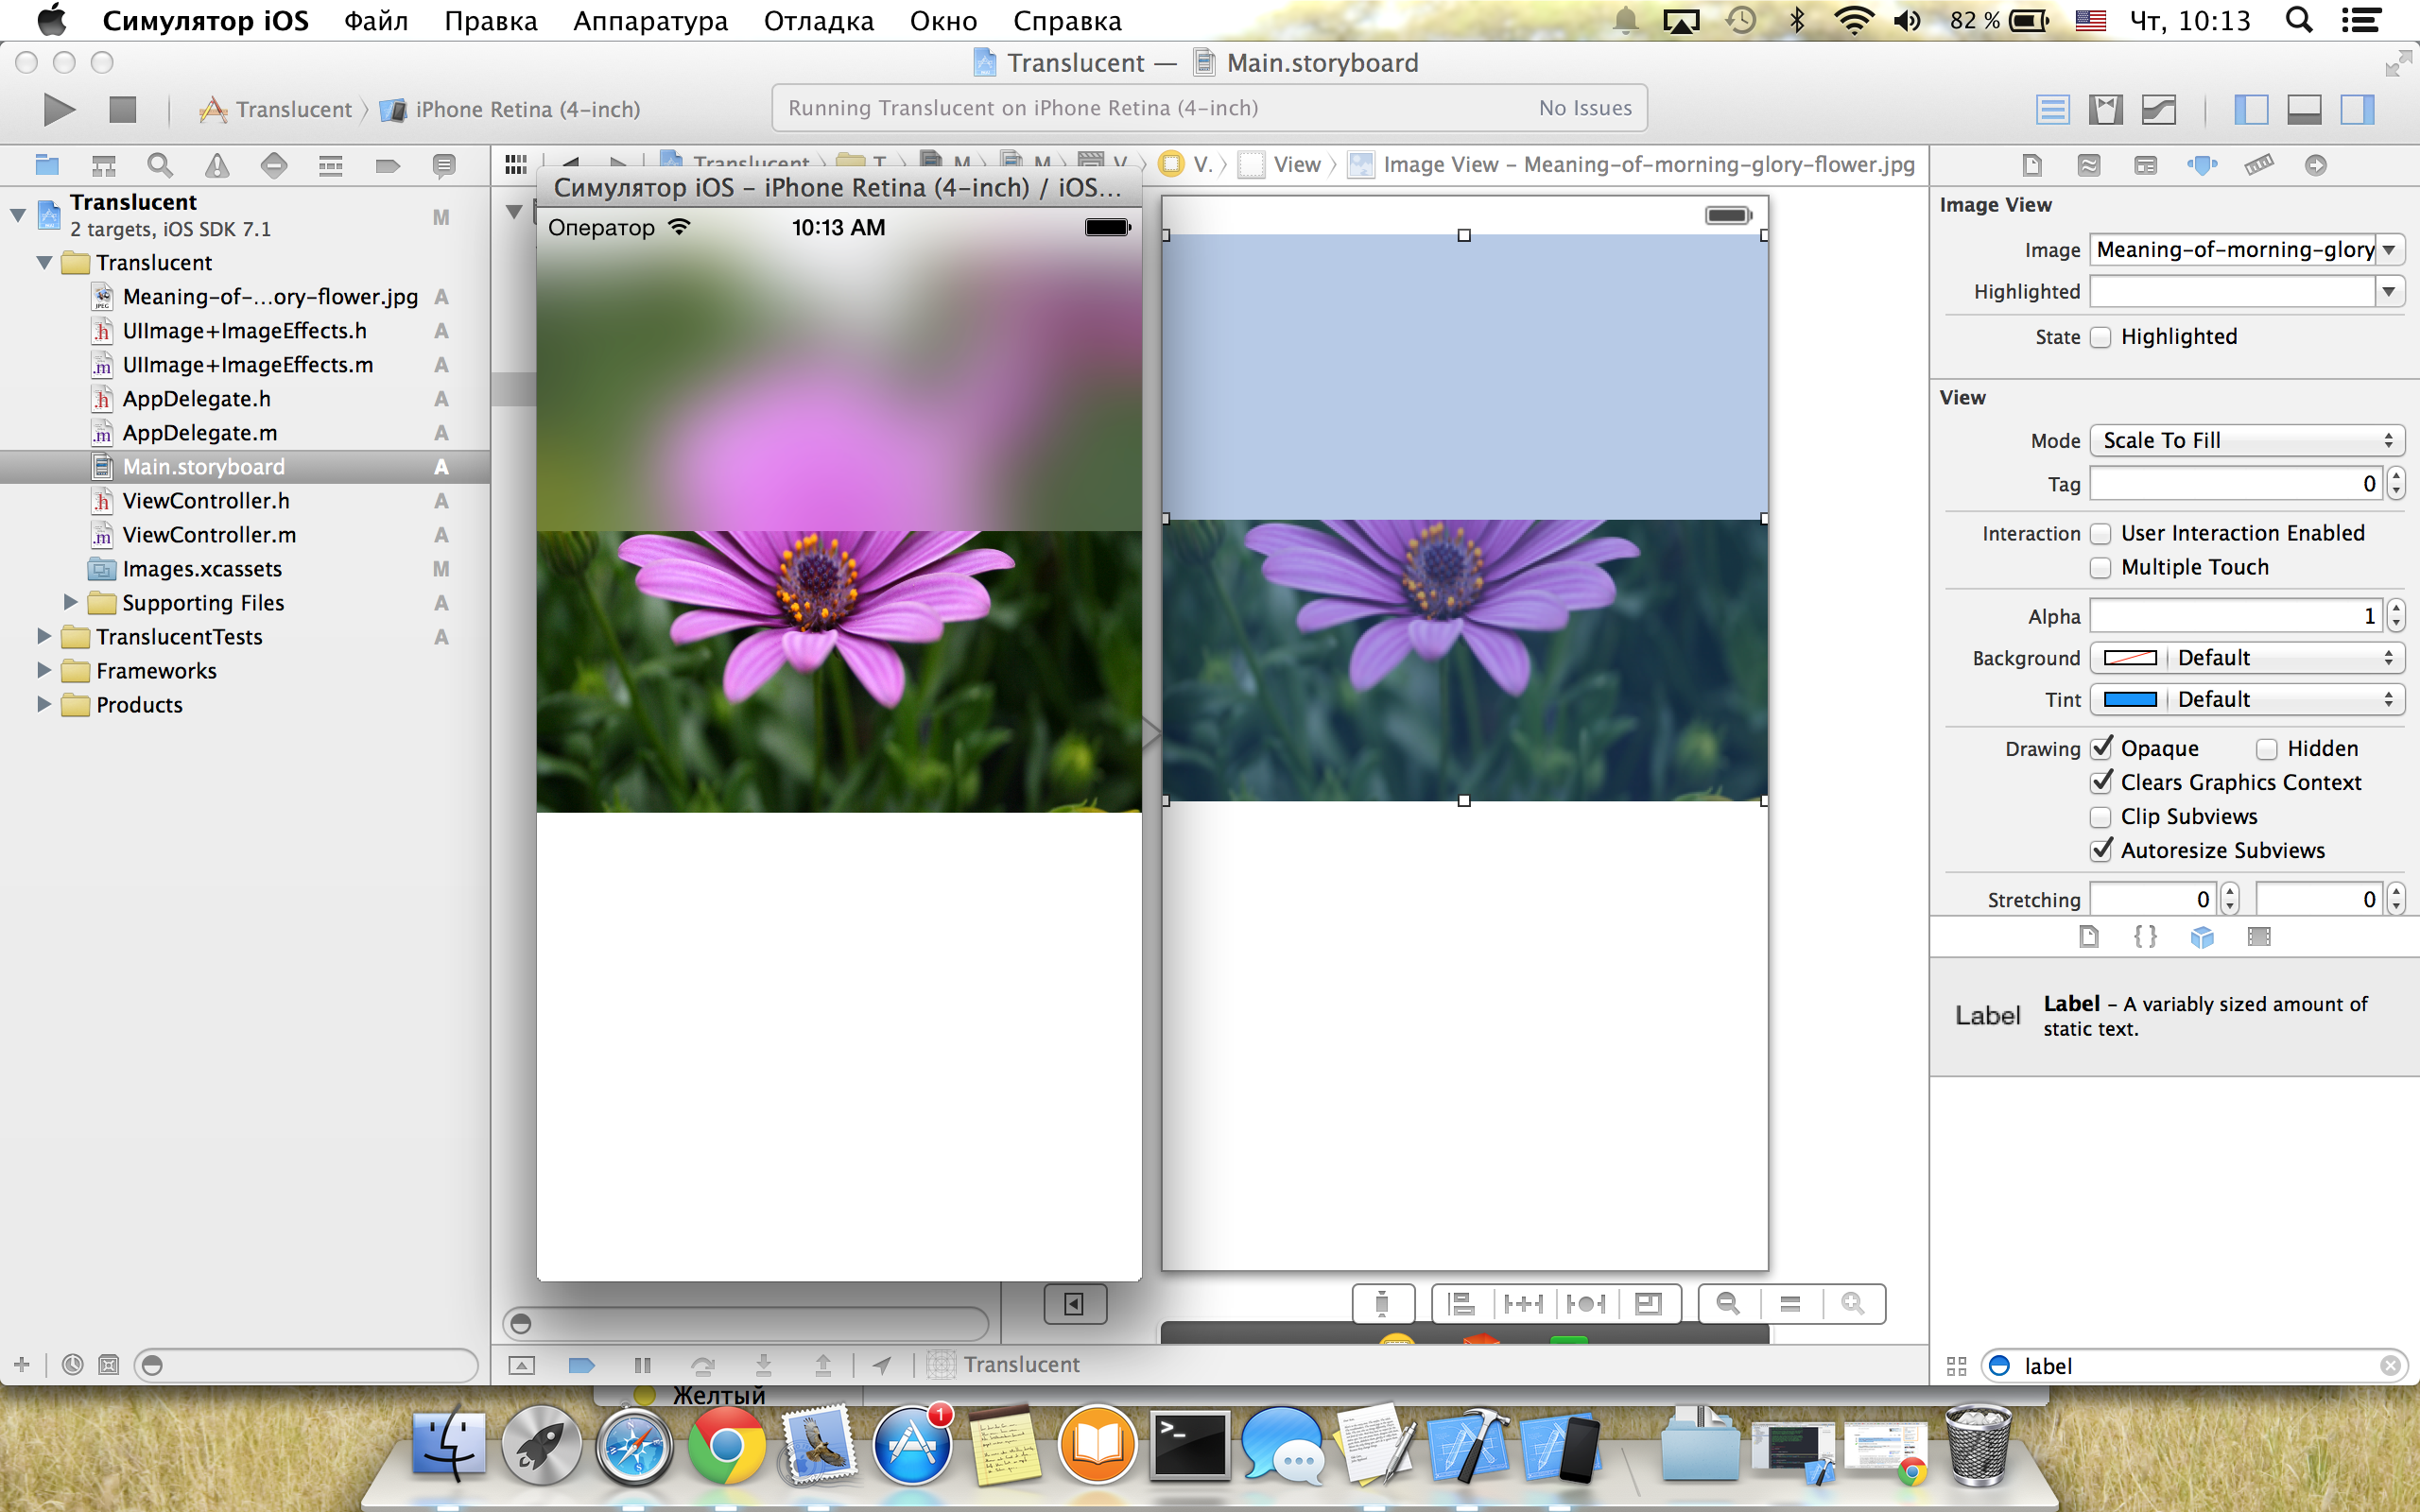 Симулятор iOS Файл Правка Аппаратура Отладка Окно Справка 82 % Чт, 10:13
Translucent — Main.storyboard
Translucent iPhone Retina (4-inch) Running Translucent on iPhone Retina (4-inch) No Issues
Translucent T M M V V. View Image View – Meaning-of-morning-glory-flower.jpg
Translucent M
2 targets, iOS SDK 7.1
Translucent
Meaning-of-...ory-flower.jpg A
UIImage+ImageEffects.h A
UIImage+ImageEffects.m A
AppDelegate.h A
AppDelegate.m A
Main.storyboard A
ViewController.h A
ViewController.m A
Images.xcassets M
Supporting Files A
TranslucentTests A
Frameworks
Products
Симулятор iOS – iPhone Retina (4-inch) / iOS...
Оператор 10:13 AM
Image View
Image Meaning-of-morning-glory
Highlighted
State Highlighted
View
Mode Scale To Fill
Tag 0
Interaction User Interaction Enabled
Multiple Touch
Alpha 1
Background Default
Tint Default
Drawing Opaque Hidden
Clears Graphics Context
Clip Subviews
Autoresize Subviews
Stretching 0 0
Label Label – A variably sized amount of
static text.
Translucent
label
Желтый
1